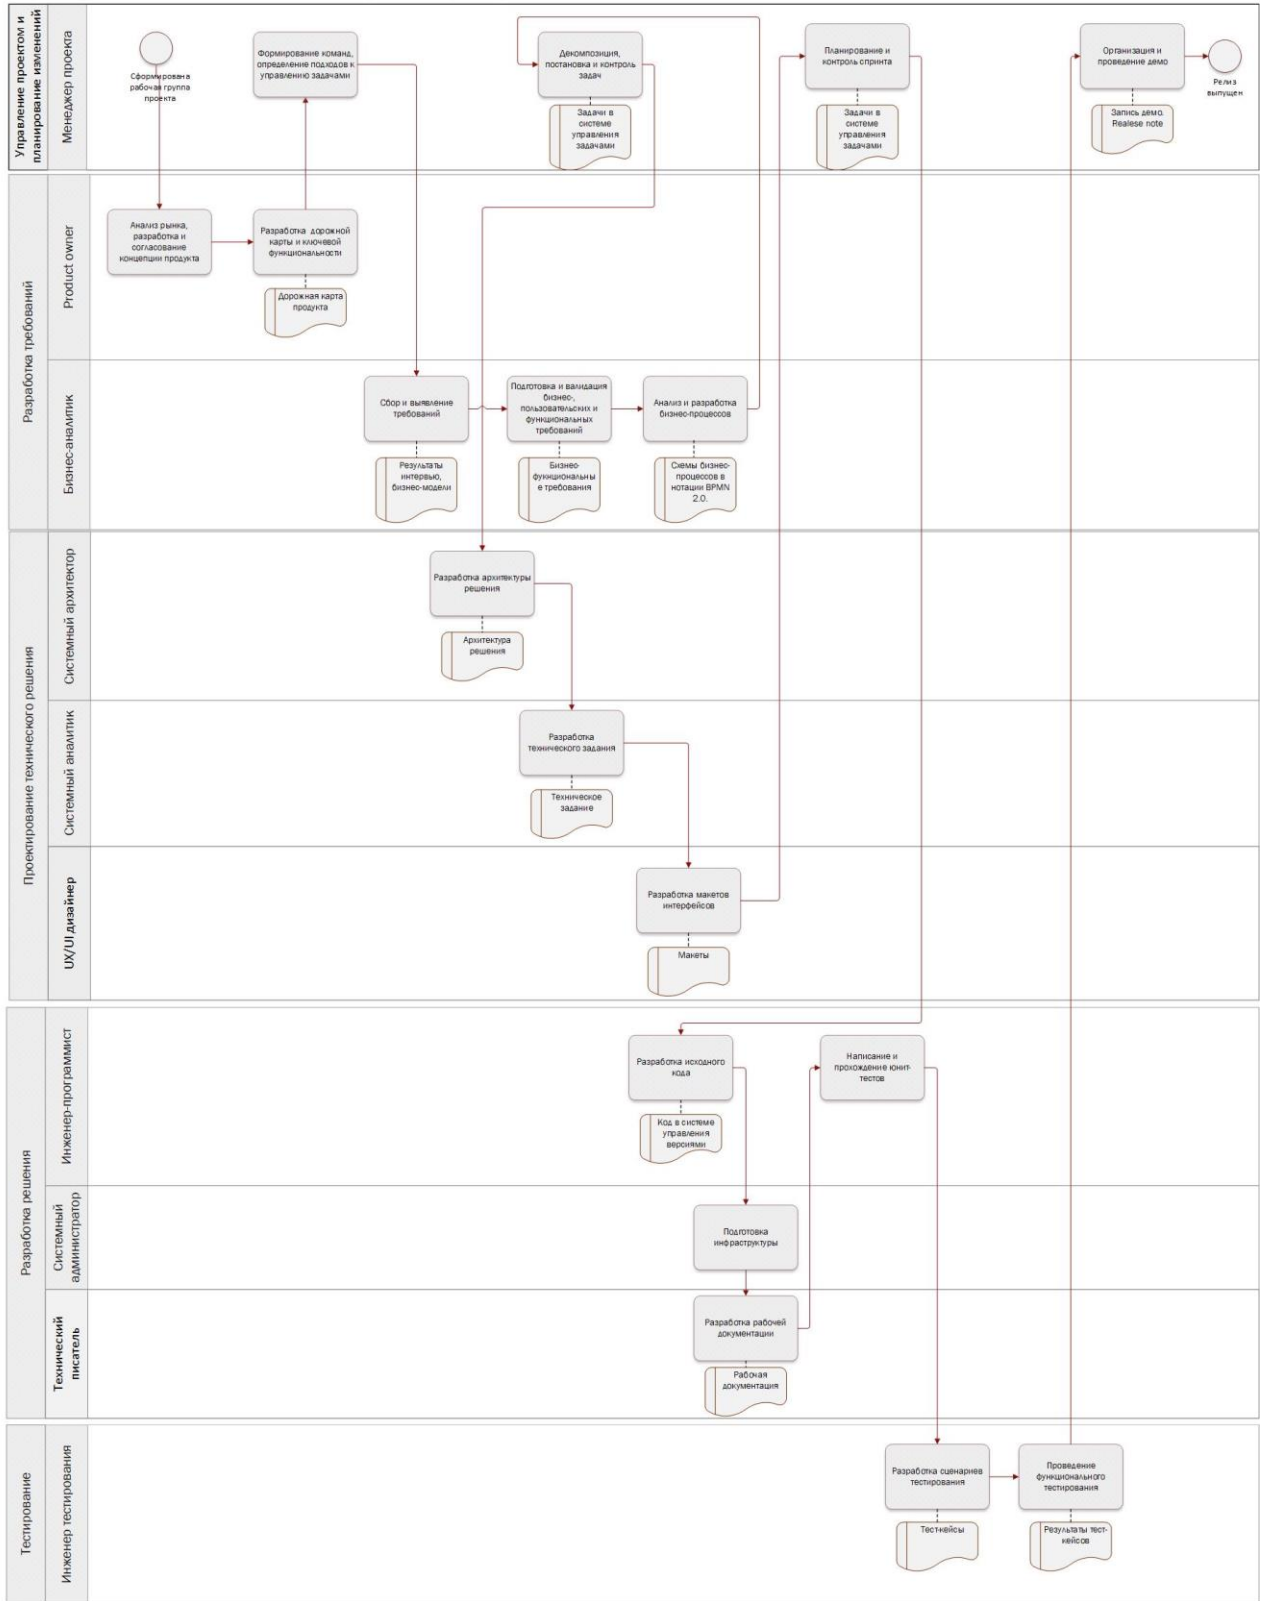 Управление проектом и
планирование изменений
Менеджер проекта
Сформирована
рабочая группа
проекта
Формирование команд,
определение подходов к
управлению задачами
Декомпозиция,
постановка и контроль
задач
Задачи в
системе
управления
задачами
Планирование и
контроль спринта
Задачи в
системе
управления
задачами
Организация и
проведение демо
Запись демо.
Realese note
Релиз
выпущен
Разработка требований
Product owner
Анализ рынка,
разработка и
согласование
концепции продукта
Разработка дорожной
карты и ключевой
функциональности
Дорожная карта
продукта
Бизнес-аналитик
Сбор и выявление
требований
Результаты
интервью,
бизнес-модели
Подготовка и валидация
бизнес-,
пользовательских и
функциональных
требований
Бизнес-
функциональны
е требования
Анализ и разработка
бизнес-процессов
Схемы бизнес-
процессов в
нотации BPMN
2.0.
Проектирование технического решения
Системный архитектор
Разработка архитектуры
решения
Архитектура
решения
Системный аналитик
Разработка
технического задания
Техническое
задание
UX/UI дизайнер
Разработка макетов
интерфейсов
Макеты
Разработка решения
Инженер-программист
Разработка исходного
кода
Код в системе
управления
версиями
Написание и
прохождение юнит-
тестов
Системный
администратор
Подготовка
инфраструктуры
Технический
писатель
Разработка рабочей
документации
Рабочая
документация
Тестирование
Инженер тестирования
Разработка сценариев
тестирования
Тест-кейсы
Проведение
функционального
тестирования
Результаты тест-
кейсов